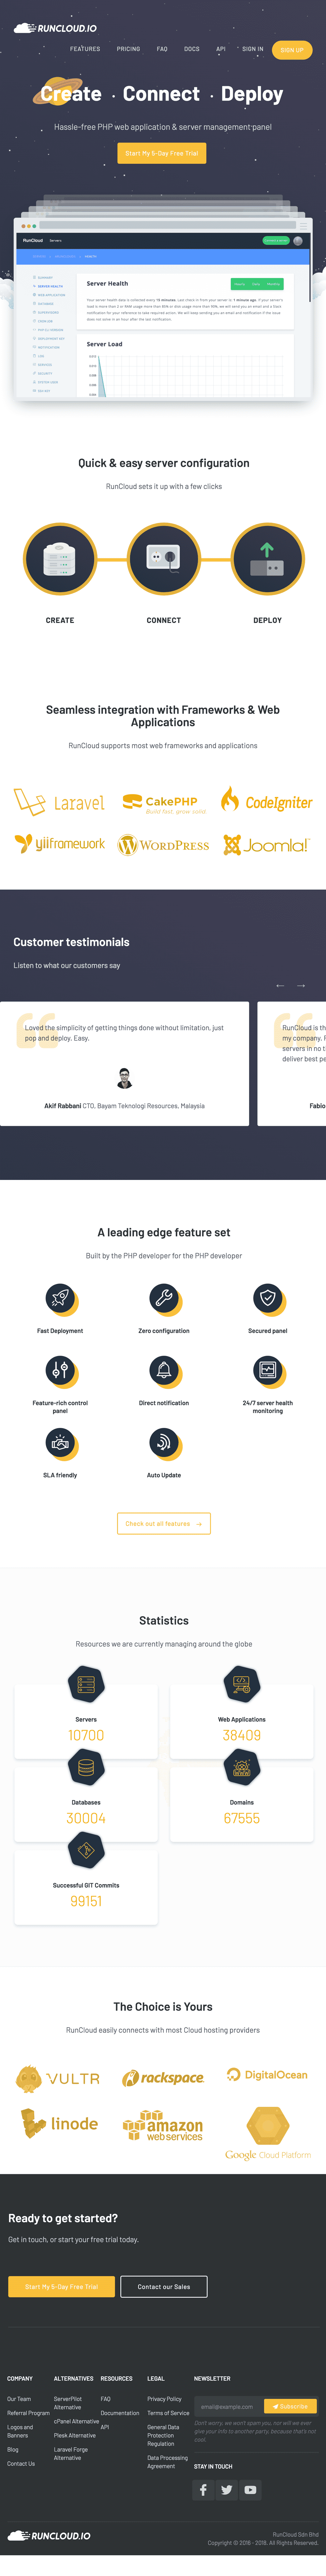 RUNCLOUD.IO
FEATURES PRICING FAQ DOCS API SIGN IN SIGN UP
Create · Connect · Deploy
Hassle-free PHP web application & server management panel
Start My 5-Day Free Trial
RunCloud Servers
Server Health
Server Load
Quick & easy server configuration
RunCloud sets it up with a few clicks
CREATE CONNECT DEPLOY
Seamless integration with Frameworks & Web
Applications
RunCloud supports most web frameworks and applications
Laravel CakePHP CodeIgniter
Build fast, grow solid
yiiframework WORDPRESS Joomla!
Customer testimonials
Listen to what our customers say
← →
Loved the simplicity of getting things done without limitation, just
pop and deploy. Easy.
Akif Rabbani CTO, Bayam Teknologi Resources, Malaysia
RunCloud is th
my company. F
servers in no t
deliver best pe
Fabio
A leading edge feature set
Built by the PHP developer for the PHP developer
Fast Deployment Zero configuration Secured panel
Feature-rich control
panel
Direct notification
24/7 server health
monitoring
SLA friendly Auto Update
Check out all features →
Statistics
Resources we are currently managing around the globe
Servers
10700
Web Applications
38409
Databases
30004
Domains
67555
Successful GIT Commits
99151
The Choice is Yours
RunCloud easily connects with most Cloud hosting providers
VULTR rackspace DigitalOcean
linode amazon
web services
Google Cloud Platform
Ready to get started?
Get in touch, or start your free trial today.
Start My 5-Day Free Trial Contact our Sales
COMPANY
Our Team
Referral Program
Logos and
Banners
Blog
Contact Us
ALTERNATIVES
ServerPilot
Alternative
cPanel Alternative
Plesk Alternative
Laravel Forge
Alternative
RESOURCES
FAQ
Documentation
API
LEGAL
Privacy Policy
Terms of Service
General Data
Protection
Regulation
Data Processing
Agreement
NEWSLETTER
email@example.com Subscribe
Don't worry, we won't spam you, nor will we ever
give your info to another party, because that's not
cool.
STAY IN TOUCH
RUNCLOUD.IO
RunCloud Sdn Bhd
Copyright © 2016 - 2018. All Rights Reserved.